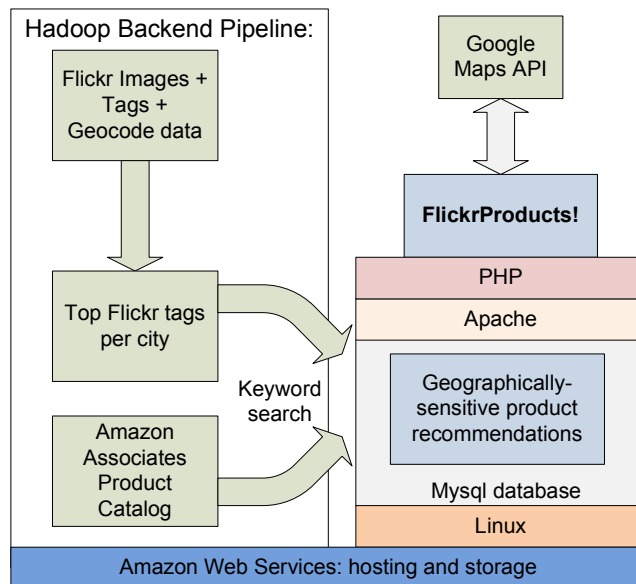 Hadoop Backend Pipeline:
Flickr Images +
Tags +
Geocode data
Top Flickr tags
per city
Keyword
search
Amazon
Associates
Product
Catalog
Google
Maps API
FlickrProducts!
PHP
Apache
Geographically-
sensitive product
recommendations
Mysql database
Linux
Amazon Web Services: hosting and storage